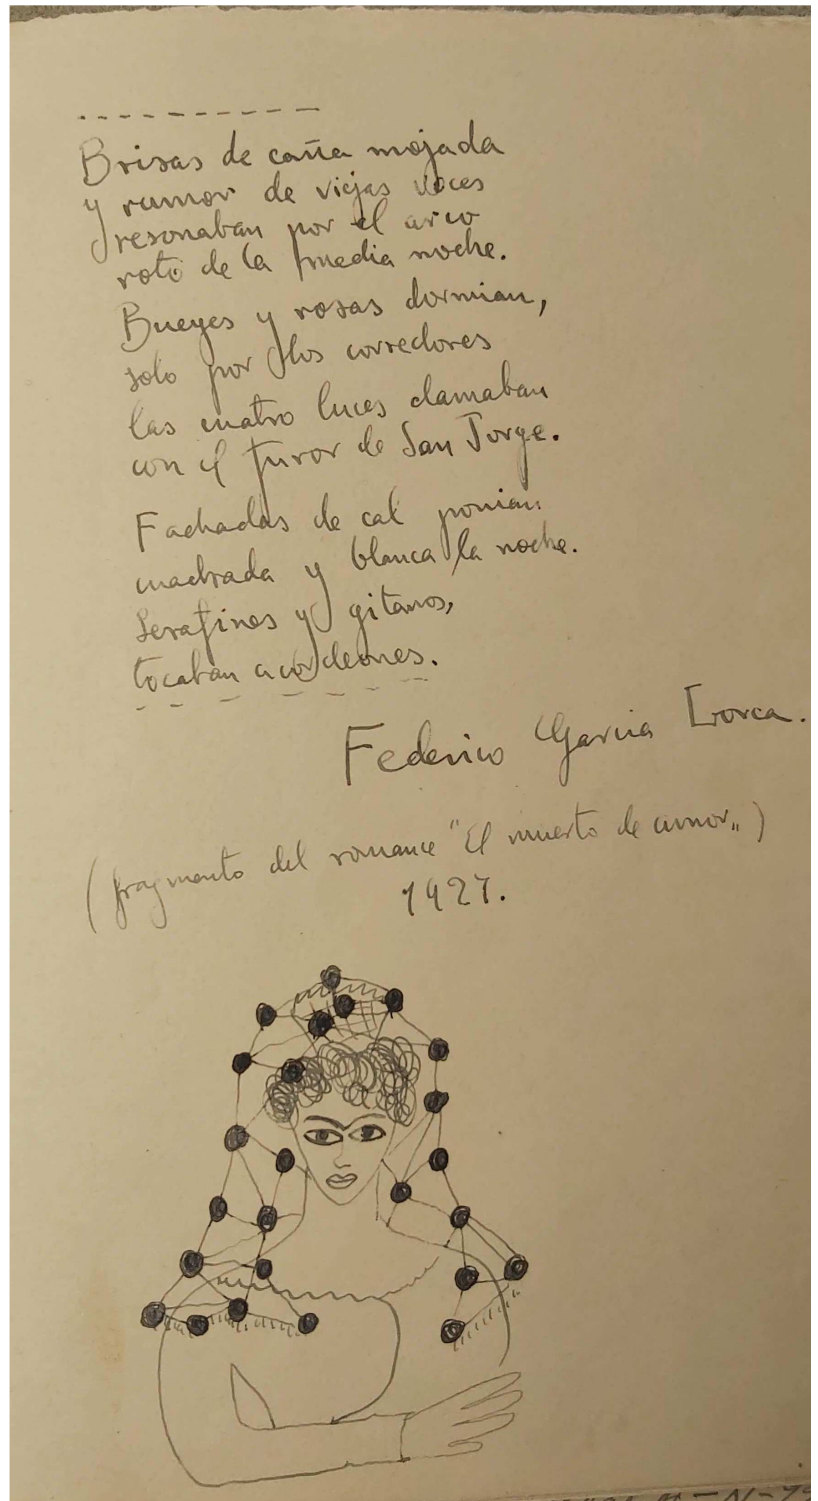 Brisas de caña mojada
y rumor de viejas voces
resonaban por el arco
roto de la media noche.
Bueyes y rosas dormian,
solo por los corredores
las cuatro luces clamaban
con el furor de San Jorge.
Fachadas de cal ponian
cuadrada y blanca la noche.
Serafines y gitanos,
tocaban acordeones.
Federico García Lorca.
(fragmento del romance "El muerto de amor„)
1927.